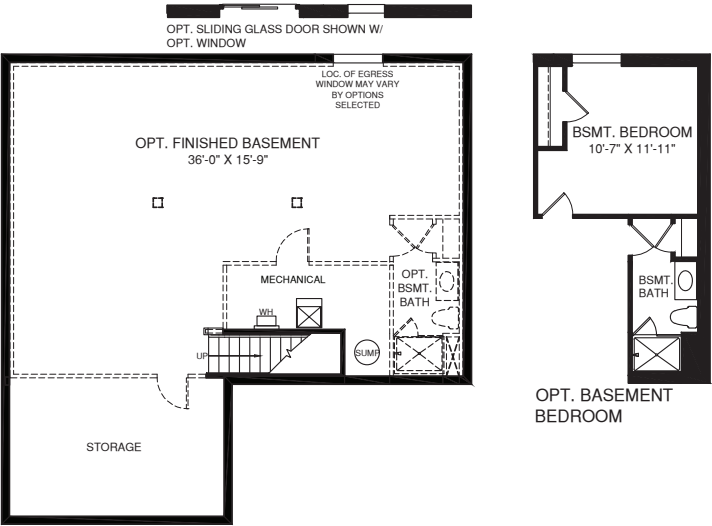 OPT. SLIDING GLASS DOOR SHOWN W/
OPT. WINDOW
LOC. OF EGRESS
WINDOW MAY VARY
BY OPTIONS
SELECTED
OPT. FINISHED BASEMENT
36'-0" X 15'-9"
MECHANICAL
OPT.
BSMT.
BATH
WH
UP
SUMP
STORAGE
BSMT. BEDROOM
10'-7" X 11'-11"
BSMT.
BATH
OPT. BASEMENT
BEDROOM